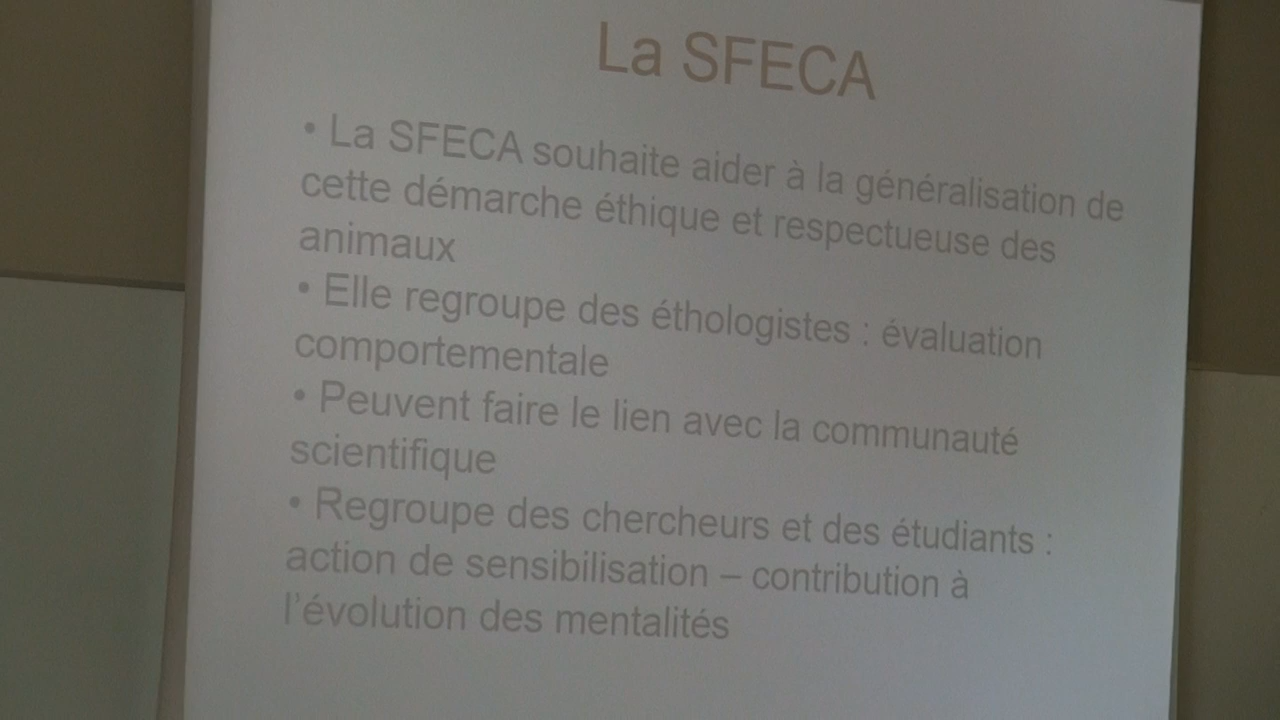 La SFECA
• La SFECA souhaite aider à la généralisation de
cette démarche éthique et respectueuse des
animaux
• Elle regroupe des éthologistes : évaluation
comportementale
• Peuvent faire le lien avec la communauté
scientifique
• Regroupe des chercheurs et des étudiants :
action de sensibilisation – contribution à
l’évolution des mentalités